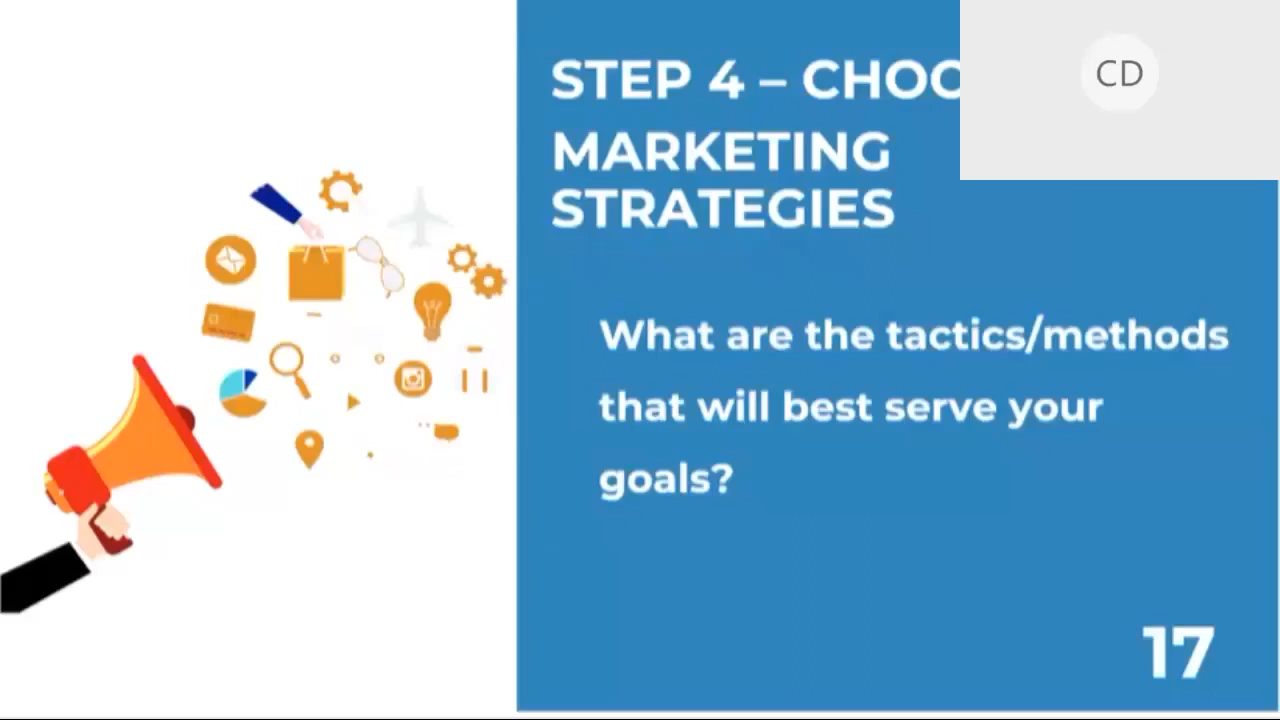 STEP 4 – CHOO
CD
MARKETING
STRATEGIES
What are the tactics/methods
that will best serve your
goals?
17